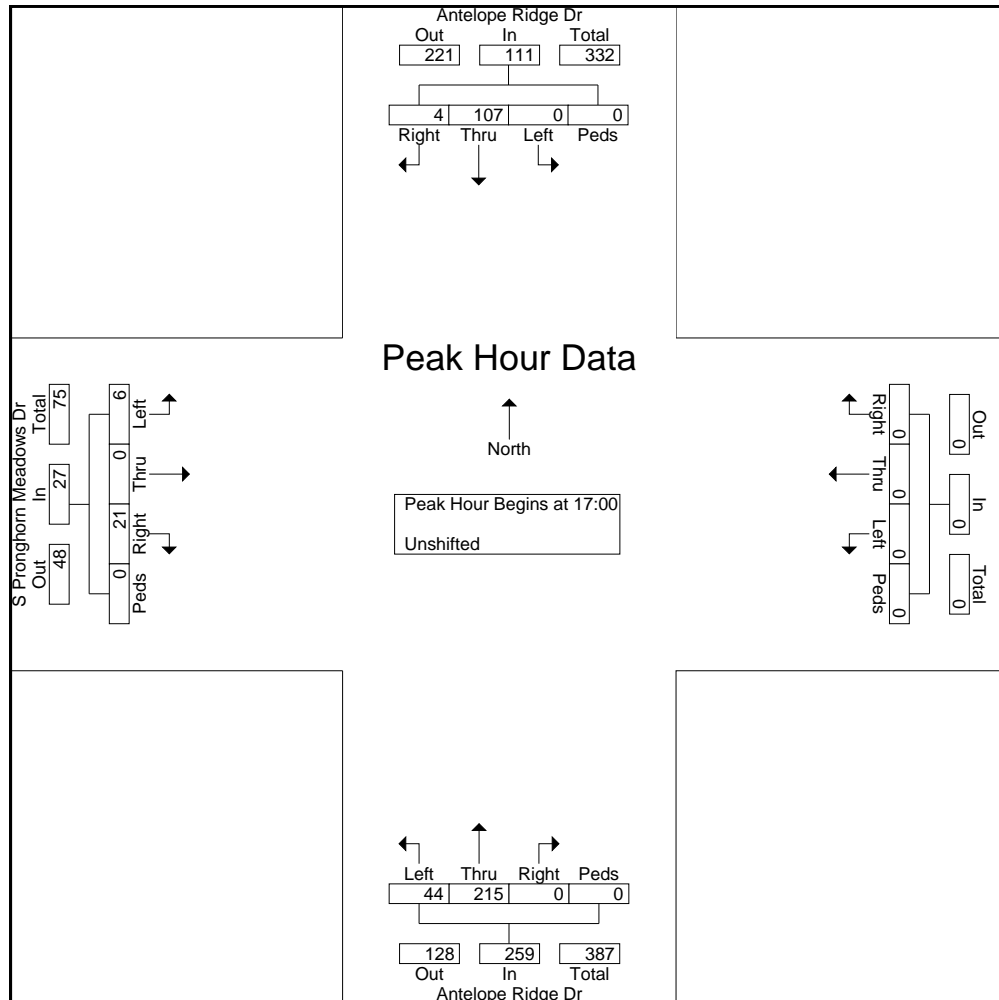 Antelope Ridge Dr
Out In Total
221 111 332
4 107 0 0
Right Thru Left Peds
Peak Hour Data
North
Peak Hour Begins at 17:00
Unshifted
S Pronghorn Meadows Dr
Out In Total
48 27 75
6 0 21 0
Left Thru Right Peds
Right Thru Left Peds
0 0 0 0
Out In Total
0 0 0
Left Thru Right Peds
44 215 0 0
128 259 387
Out In Total
Antelope Ridge Dr